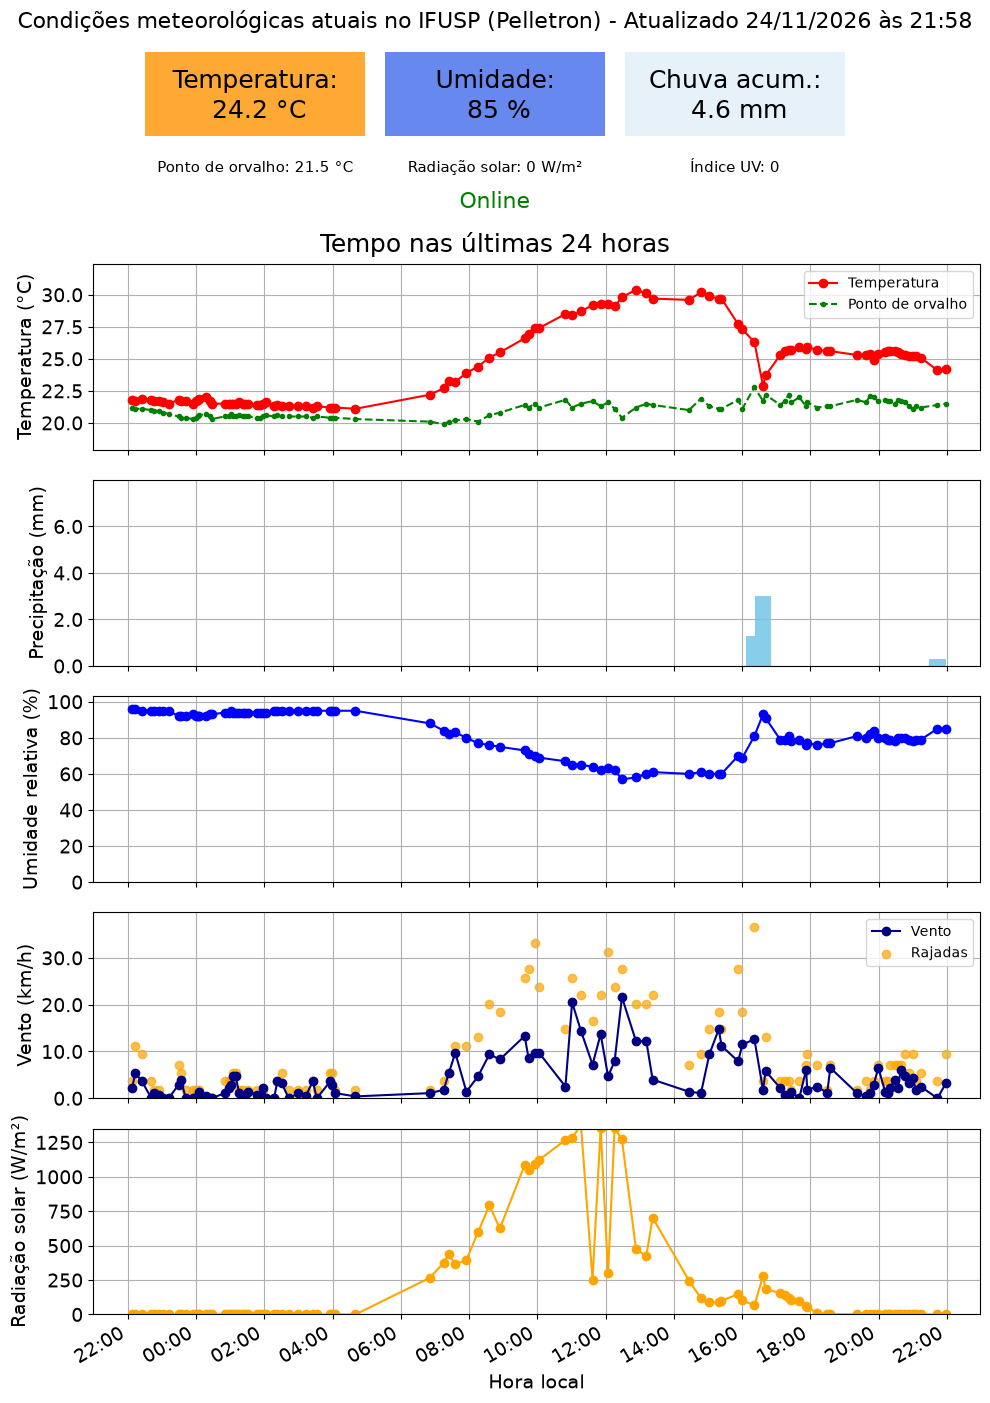 Condições meteorológicas atuais no IFUSP (Pelletron) - Atualizado 24/11/2026 às 21:58
Temperatura:
24.2 °C
Umidade:
85 %
Chuva acum.:
4.6 mm
Ponto de orvalho: 21.5 °C
Radiação solar: 0 W/m²
Índice UV: 0
Online
Tempo nas últimas 24 horas
Temperatura (°C)
30.0
27.5
25.0
22.5
20.0
Temperatura
Ponto de orvalho
Precipitação (mm)
6.0
4.0
2.0
0.0
Umidade relativa (%)
100
80
60
40
20
0
Vento (km/h)
30.0
20.0
10.0
0.0
Vento
Rajadas
Radiação solar (W/m²)
1250
1000
750
500
250
0
22:00
00:00
02:00
04:00
06:00
08:00
10:00
12:00
14:00
16:00
18:00
20:00
22:00
Hora local